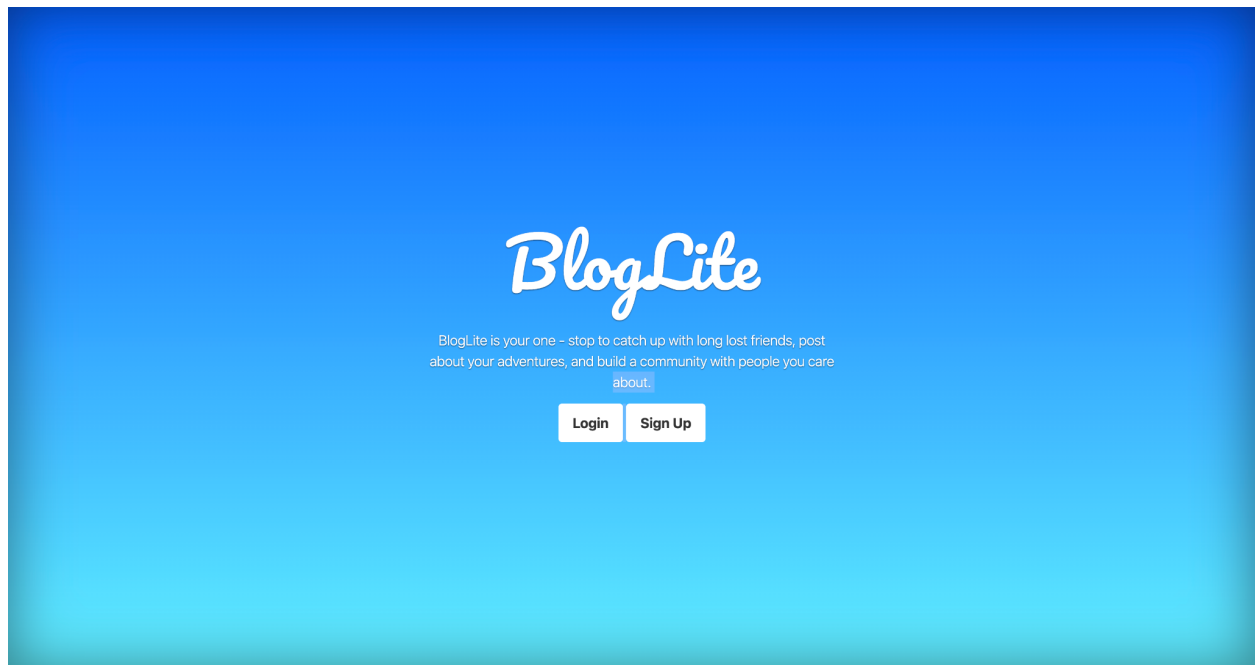 BlogLite
BlogLite is your one - stop to catch up with long lost friends, post
about your adventures, and build a community with people you care
about.
Login Sign Up